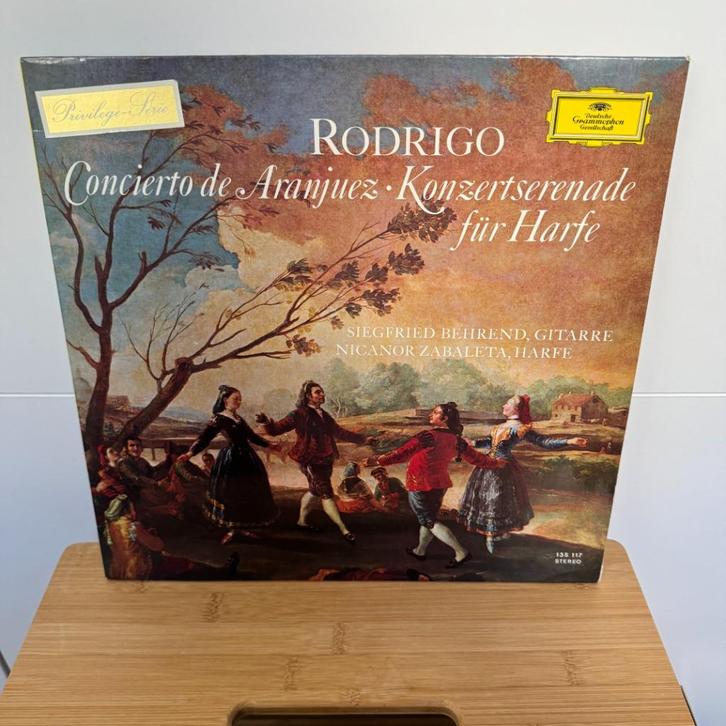 Privilege-Serie
Deutsche
Grammophon
Gesellschaft
RODRIGO
Concierto de Aranjuez · Konzertserenade
für Harfe
SIEGFRIED BEHREND, GITARRE
NICANOR ZABALETA, HARFE
135 117
STEREO